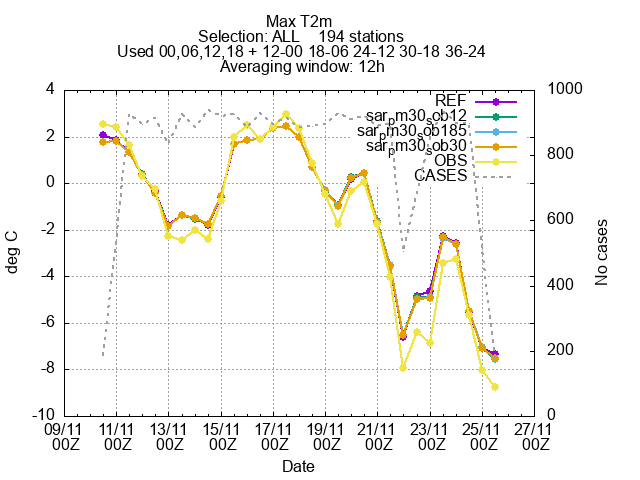 Max T2m
Selection: ALL    194 stations
Used 00,06,12,18 + 12-00 18-06 24-12 30-18 36-24
Averaging window: 12h
REF
sarpm30sob12
sarpm30sob185
sarpm30sob30
OBS
CASES
4
2
0
-2
-4
-6
-8
-10
1000
800
600
400
200
0
deg C
No cases
09/11 11/11 13/11 15/11 17/11 19/11 21/11 23/11 25/11 27/11
00Z 00Z 00Z 00Z 00Z 00Z 00Z 00Z 00Z 00Z
Date